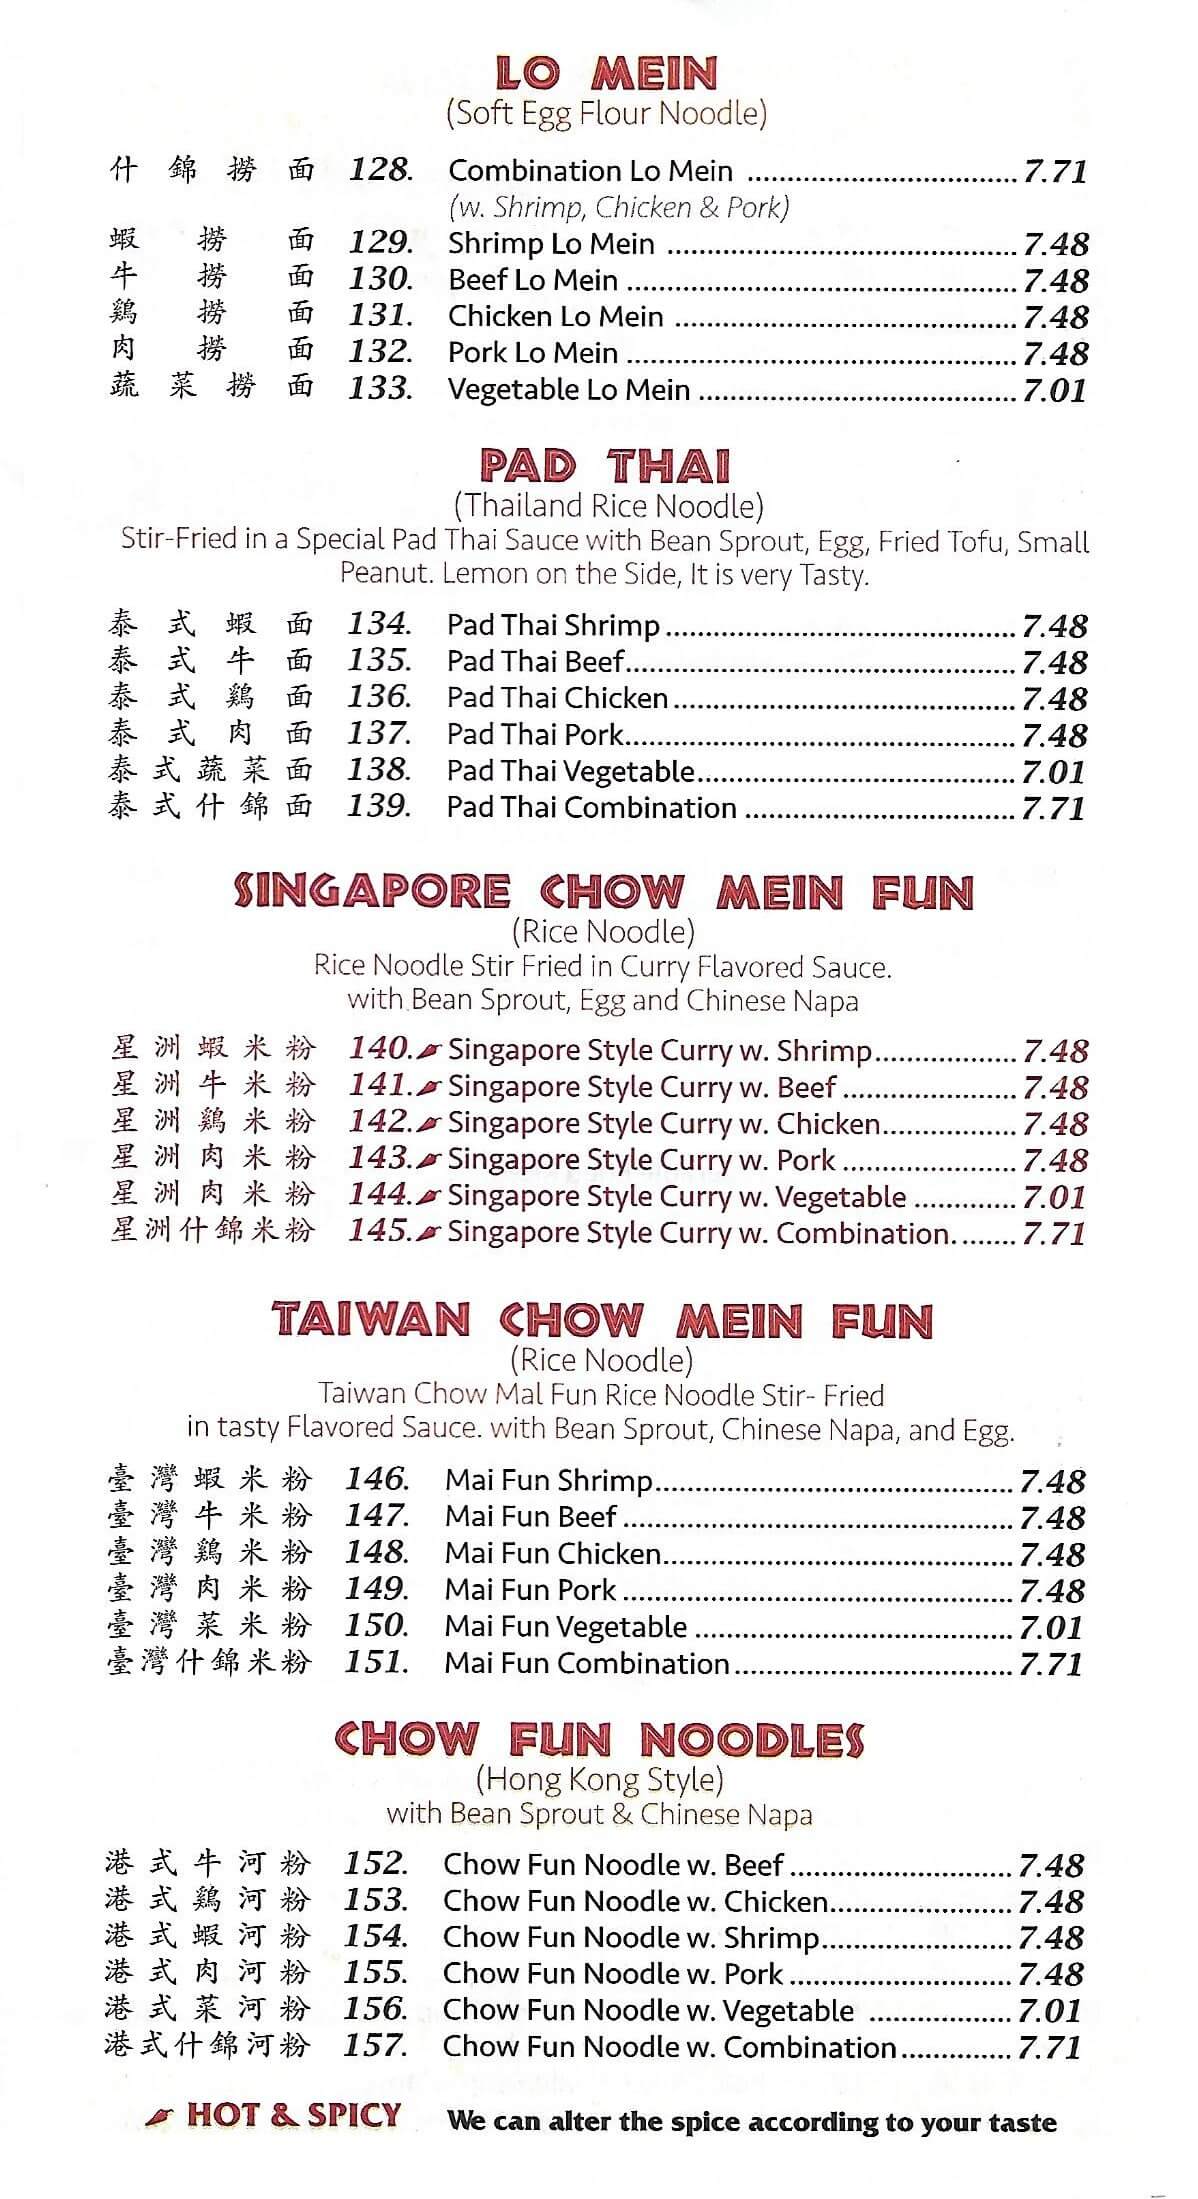 LO MEIN
(Soft Egg Flour Noodle)
什錦撈面 128. Combination Lo Mein .................................. 7.71
(w. Shrimp, Chicken & Pork)
蝦撈面 129. Shrimp Lo Mein ............................................ 7.48
牛撈面 130. Beef Lo Mein ................................................. 7.48
鷄撈面 131. Chicken Lo Mein ........................................... 7.48
肉撈面 132. Pork Lo Mein ................................................. 7.48
蔬菜撈面 133. Vegetable Lo Mein ........................................ 7.01
PAD THAI
(Thailand Rice Noodle)
Stir-Fried in a Special Pad Thai Sauce with Bean Sprout, Egg, Fried Tofu, Small
Peanut. Lemon on the Side, It is very Tasty.
泰式蝦面 134. Pad Thai Shrimp ............................................ 7.48
泰式牛面 135. Pad Thai Beef................................................. 7.48
泰式鷄面 136. Pad Thai Chicken ........................................... 7.48
泰式肉面 137. Pad Thai Pork................................................. 7.48
泰式蔬菜面 138. Pad Thai Vegetable........................................ 7.01
泰式什錦面 139. Pad Thai Combination .................................. 7.71
SINGAPORE CHOW MEIN FUN
(Rice Noodle)
Rice Noodle Stir Fried in Curry Flavored Sauce.
with Bean Sprout, Egg and Chinese Napa
星洲蝦米粉 140. Singapore Style Curry w. Shrimp.................. 7.48
星洲牛米粉 141. Singapore Style Curry w. Beef ...................... 7.48
星洲鷄米粉 142. Singapore Style Curry w. Chicken................. 7.48
星洲肉米粉 143. Singapore Style Curry w. Pork ...................... 7.48
星洲肉米粉 144. Singapore Style Curry w. Vegetable ............. 7.01
星洲什錦米粉 145. Singapore Style Curry w. Combination........ 7.71
TAIWAN CHOW MEIN FUN
(Rice Noodle)
Taiwan Chow Mal Fun Rice Noodle Stir- Fried
in tasty Flavored Sauce. with Bean Sprout, Chinese Napa, and Egg.
臺灣蝦米粉 146. Mai Fun Shrimp............................................. 7.48
臺灣牛米粉 147. Mai Fun Beef ................................................. 7.48
臺灣鷄米粉 148. Mai Fun Chicken............................................ 7.48
臺灣肉米粉 149. Mai Fun Pork ................................................. 7.48
臺灣菜米粉 150. Mai Fun Vegetable ........................................ 7.01
臺灣什錦米粉 151. Mai Fun Combination................................... 7.71
CHOW FUN NOODLES
(Hong Kong Style)
with Bean Sprout & Chinese Napa
港式牛河粉 152. Chow Fun Noodle w. Beef ............................ 7.48
港式鷄河粉 153. Chow Fun Noodle w. Chicken....................... 7.48
港式蝦河粉 154. Chow Fun Noodle w. Shrimp........................ 7.48
港式肉河粉 155. Chow Fun Noodle w. Pork ............................ 7.48
港式菜河粉 156. Chow Fun Noodle w. Vegetable .................. 7.01
港式什錦河粉 157. Chow Fun Noodle w. Combination.............. 7.71
HOT & SPICY We can alter the spice according to your taste